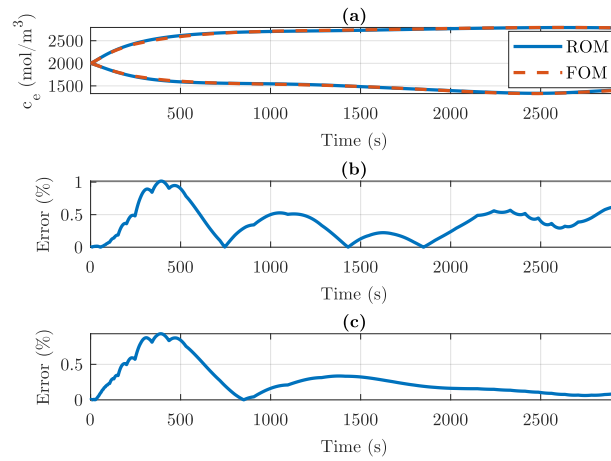 (a)
c_e (mol/m^3)
2500
2000
1500
ROM
FOM
500 1000 1500 2000 2500
Time (s)
(b)
Error (%)
1
0.5
0
0 500 1000 1500 2000 2500
Time (s)
(c)
Error (%)
0.5
0
0 500 1000 1500 2000 2500
Time (s)